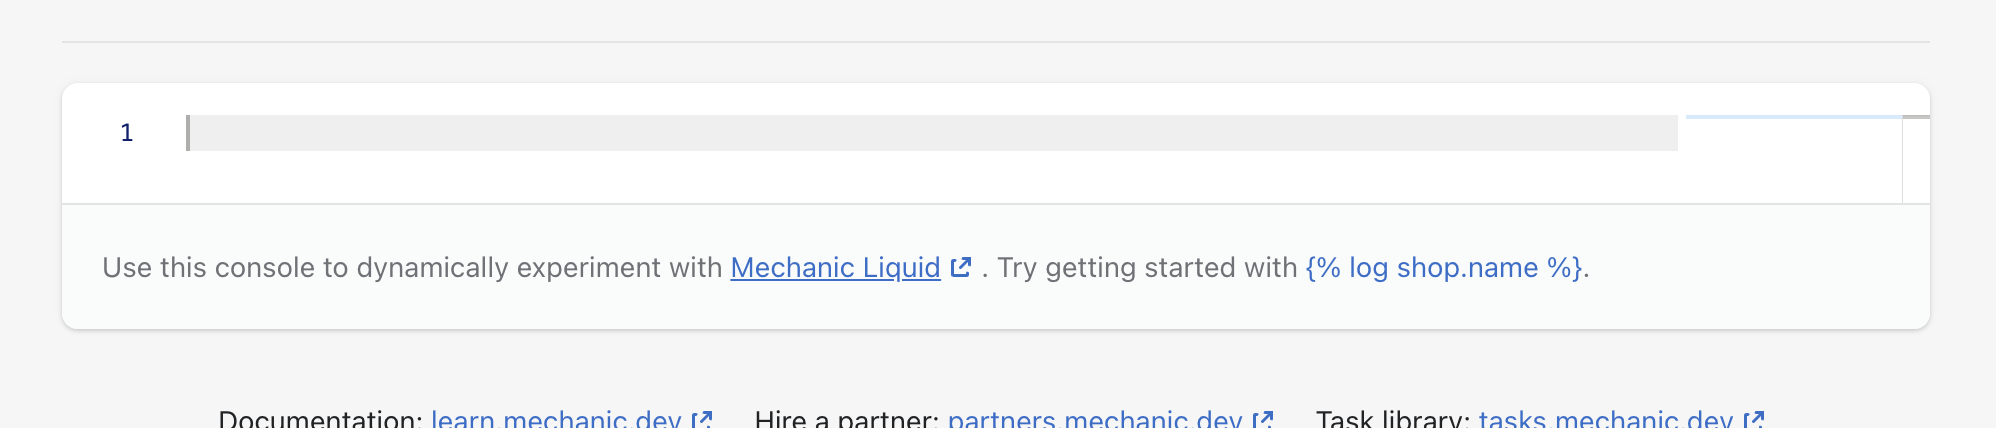 1
Use this console to dynamically experiment with Mechanic Liquid . Try getting started with {% log shop.name %}.
Documentation: learn.mechanic.dev Hire a partner: partners.mechanic.dev Task library: tasks.mechanic.dev